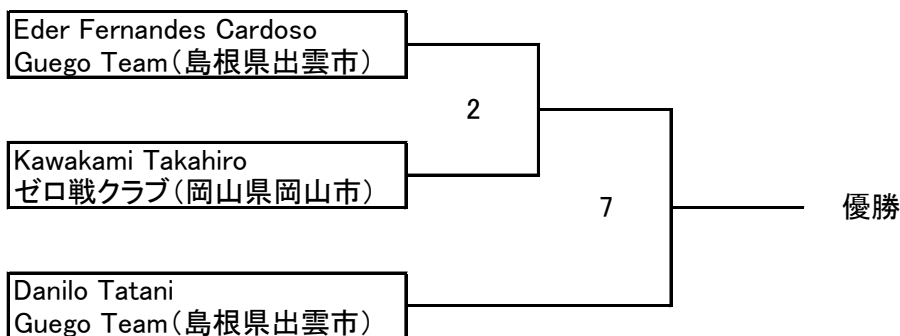 Eder Fernandes Cardoso
Guego Team(島根県出雲市)
2
Kawakami Takahiro
ゼロ戦クラブ(岡山県岡山市)
7
優勝
Danilo Tatani
Guego Team(島根県出雲市)